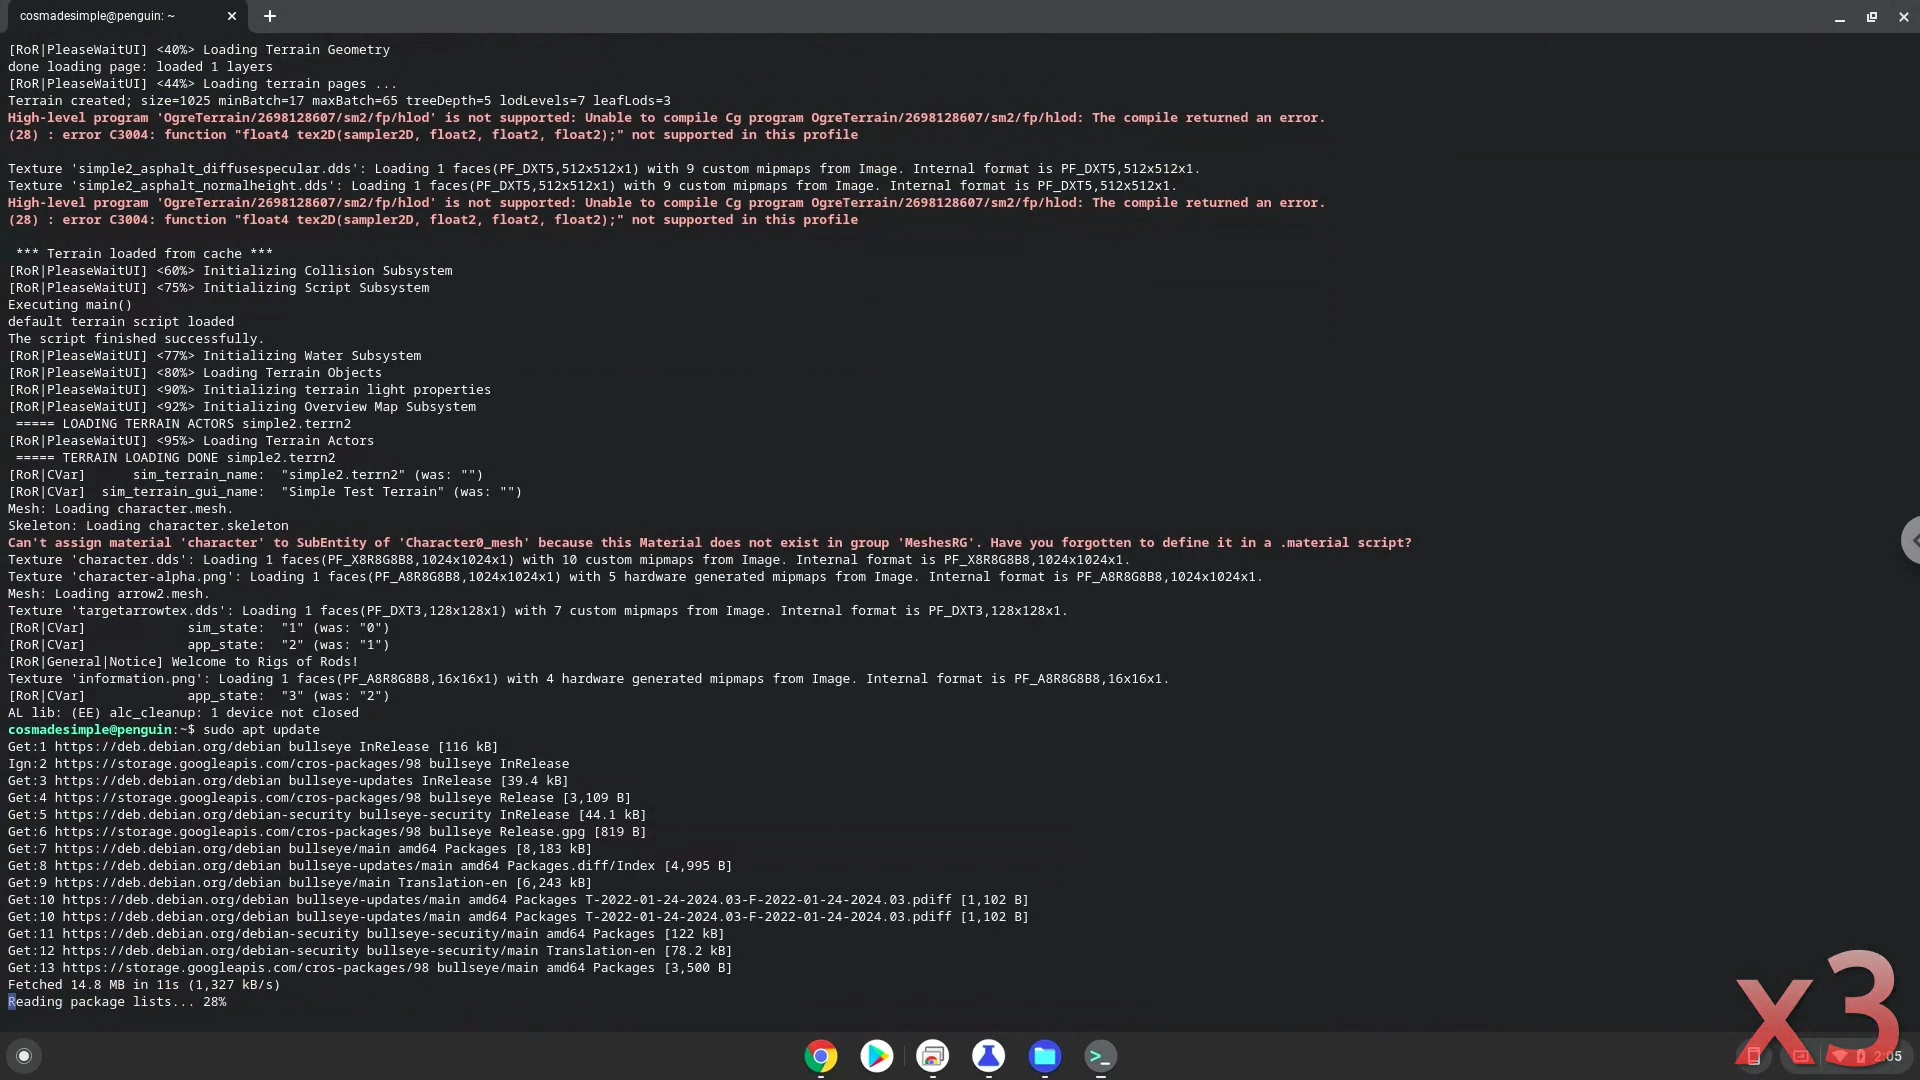 cosmadesimple@penguin: ~
[RoR|PleaseWaitUI] <40%> Loading Terrain Geometry
done loading page: loaded 1 layers
[RoR|PleaseWaitUI] <44%> Loading terrain pages ...
Terrain created; size=1025 minBatch=17 maxBatch=65 treeDepth=5 lodLevels=7 leafLods=3
High-level program 'OgreTerrain/2698128607/sm2/fp/hlod' is not supported: Unable to compile Cg program OgreTerrain/2698128607/sm2/fp/hlod: The compile returned an error.
(28) : error C3004: function "float4 tex2D(sampler2D, float2, float2, float2);" not supported in this profile
Texture 'simple2_asphalt_diffusespecular.dds': Loading 1 faces(PF_DXT5,512x512x1) with 9 custom mipmaps from Image. Internal format is PF_DXT5,512x512x1.
Texture 'simple2_asphalt_normalheight.dds': Loading 1 faces(PF_DXT5,512x512x1) with 9 custom mipmaps from Image. Internal format is PF_DXT5,512x512x1.
High-level program 'OgreTerrain/2698128607/sm2/fp/hlod' is not supported: Unable to compile Cg program OgreTerrain/2698128607/sm2/fp/hlod: The compile returned an error.
(28) : error C3004: function "float4 tex2D(sampler2D, float2, float2, float2);" not supported in this profile
*** Terrain loaded from cache ***
[RoR|PleaseWaitUI] <60%> Initializing Collision Subsystem
[RoR|PleaseWaitUI] <75%> Initializing Script Subsystem
Executing main()
default terrain script loaded
The script finished successfully.
[RoR|PleaseWaitUI] <77%> Initializing Water Subsystem
[RoR|PleaseWaitUI] <80%> Loading Terrain Objects
[RoR|PleaseWaitUI] <90%> Initializing terrain light properties
[RoR|PleaseWaitUI] <92%> Initializing Overview Map Subsystem
===== LOADING TERRAIN ACTORS simple2.terrn2
[RoR|PleaseWaitUI] <95%> Loading Terrain Actors
===== TERRAIN LOADING DONE simple2.terrn2
[RoR|CVar]      sim_terrain_name:  "simple2.terrn2" (was: "")
[RoR|CVar]  sim_terrain_gui_name:  "Simple Test Terrain" (was: "")
Mesh: Loading character.mesh.
Skeleton: Loading character.skeleton
Can't assign material 'character' to SubEntity of 'Character0_mesh' because this Material does not exist in group 'MeshesRG'. Have you forgotten to define it in a .material script?
Texture 'character.dds': Loading 1 faces(PF_X8R8G8B8,1024x1024x1) with 10 custom mipmaps from Image. Internal format is PF_X8R8G8B8,1024x1024x1.
Texture 'character-alpha.png': Loading 1 faces(PF_A8R8G8B8,1024x1024x1) with 5 hardware generated mipmaps from Image. Internal format is PF_A8R8G8B8,1024x1024x1.
Mesh: Loading arrow2.mesh.
Texture 'targetarrowtex.dds': Loading 1 faces(PF_DXT3,128x128x1) with 7 custom mipmaps from Image. Internal format is PF_DXT3,128x128x1.
[RoR|CVar]             sim_state:  "1" (was: "0")
[RoR|CVar]             app_state:  "2" (was: "1")
[RoR|General|Notice] Welcome to Rigs of Rods!
Texture 'information.png': Loading 1 faces(PF_A8R8G8B8,16x16x1) with 4 hardware generated mipmaps from Image. Internal format is PF_A8R8G8B8,16x16x1.
[RoR|CVar]             app_state:  "3" (was: "2")
AL lib: (EE) alc_cleanup: 1 device not closed
cosmadesimple@penguin:~$ sudo apt update
Get:1 https://deb.debian.org/debian bullseye InRelease [116 kB]
Ign:2 https://storage.googleapis.com/cros-packages/98 bullseye InRelease
Get:3 https://deb.debian.org/debian bullseye-updates InRelease [39.4 kB]
Get:4 https://storage.googleapis.com/cros-packages/98 bullseye Release [3,109 B]
Get:5 https://deb.debian.org/debian-security bullseye-security InRelease [44.1 kB]
Get:6 https://storage.googleapis.com/cros-packages/98 bullseye Release.gpg [819 B]
Get:7 https://deb.debian.org/debian bullseye/main amd64 Packages [8,183 kB]
Get:8 https://deb.debian.org/debian bullseye-updates/main amd64 Packages.diff/Index [4,995 B]
Get:9 https://deb.debian.org/debian bullseye/main Translation-en [6,243 kB]
Get:10 https://deb.debian.org/debian bullseye-updates/main amd64 Packages T-2022-01-24-2024.03-F-2022-01-24-2024.03.pdiff [1,102 B]
Get:10 https://deb.debian.org/debian bullseye-updates/main amd64 Packages T-2022-01-24-2024.03-F-2022-01-24-2024.03.pdiff [1,102 B]
Get:11 https://deb.debian.org/debian-security bullseye-security/main amd64 Packages [122 kB]
Get:12 https://deb.debian.org/debian-security bullseye-security/main Translation-en [78.2 kB]
Get:13 https://storage.googleapis.com/cros-packages/98 bullseye/main amd64 Packages [3,500 B]
Fetched 14.8 MB in 11s (1,327 kB/s)
Reading package lists... 28%
x3
2:05